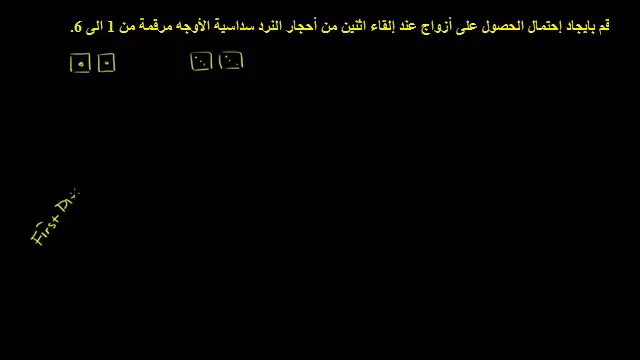 قم بايجاد إحتمال الحصول على أزواج عند إلقاء اثنين من أحجار النرد سداسية الأوجه مرقمة من 1 الى 6.
First Di